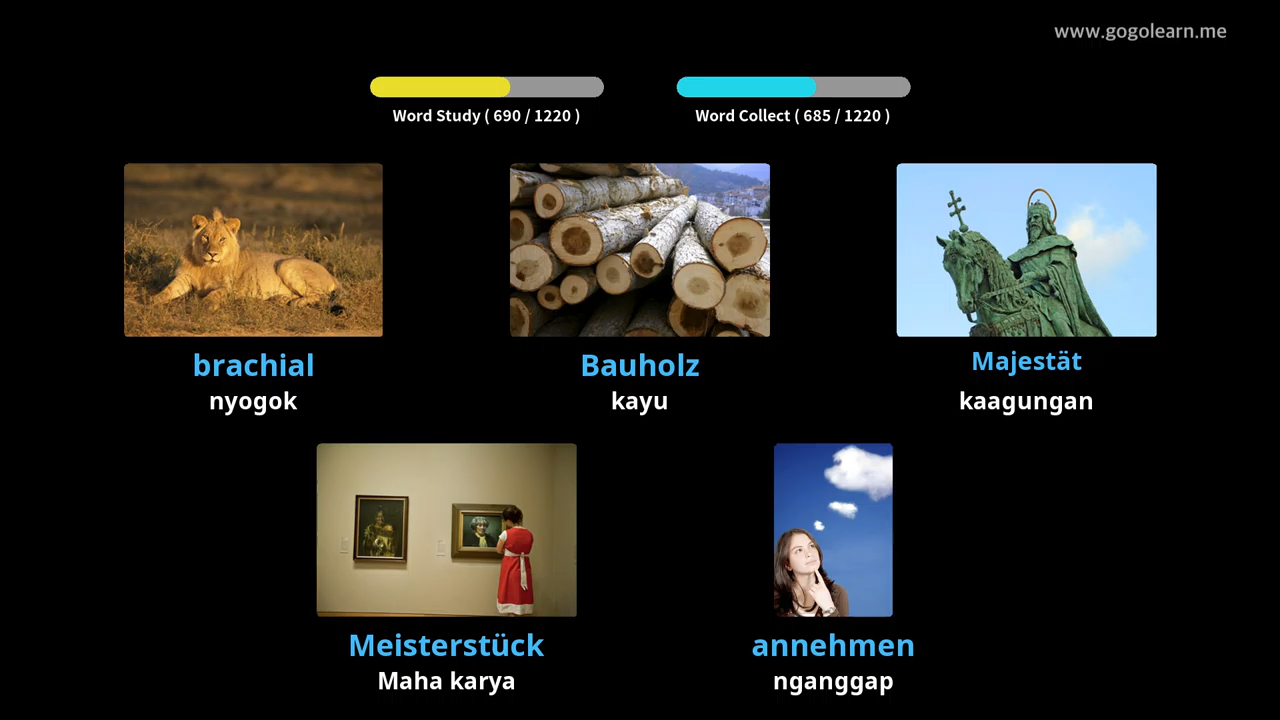 www.gogolearn.me
Word Study ( 690 / 1220 )
Word Collect ( 685 / 1220 )
brachial
nyogok
Bauholz
kayu
Majestät
kaagungan
Meisterstück
Maha karya
annehmen
nganggap